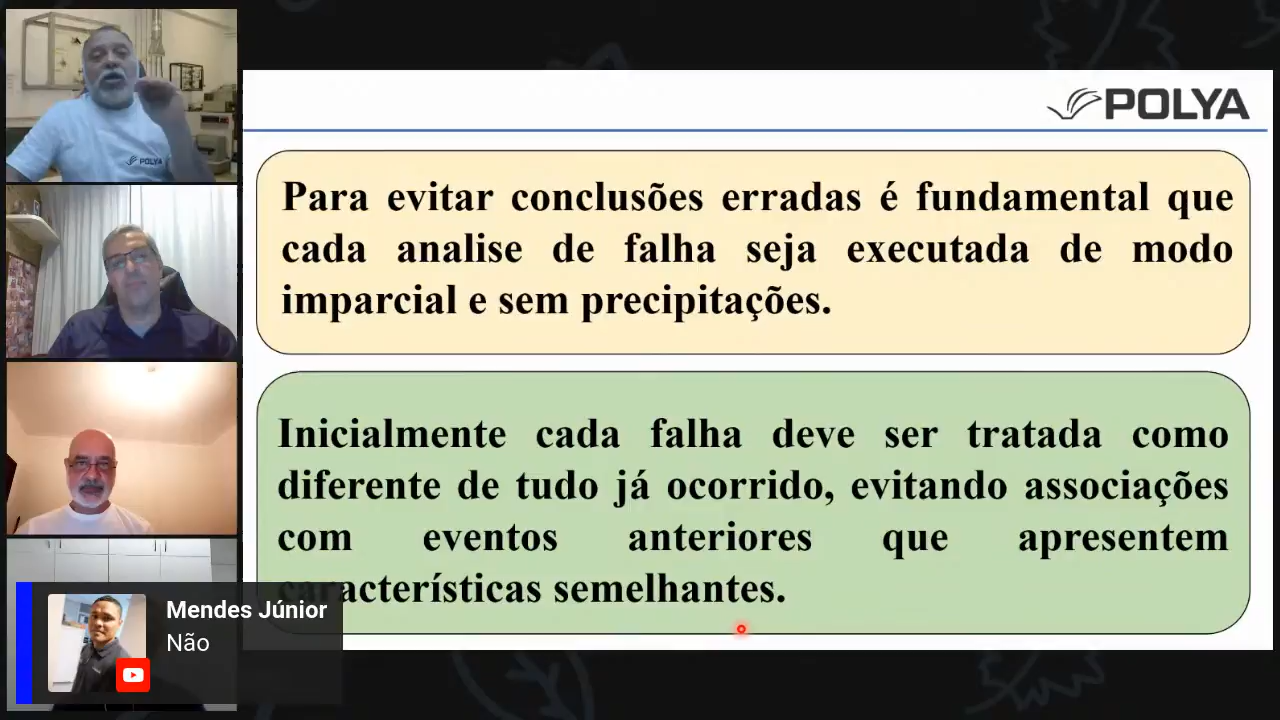 POLYA
POLYA
Para evitar conclusões erradas é fundamental que
cada analise de falha seja executada de modo
imparcial e sem precipitações.
Inicialmente cada falha deve ser tratada como
diferente de tudo já ocorrido, evitando associações
com eventos anteriores que apresentem
características semelhantes.
Mendes Júnior
Não